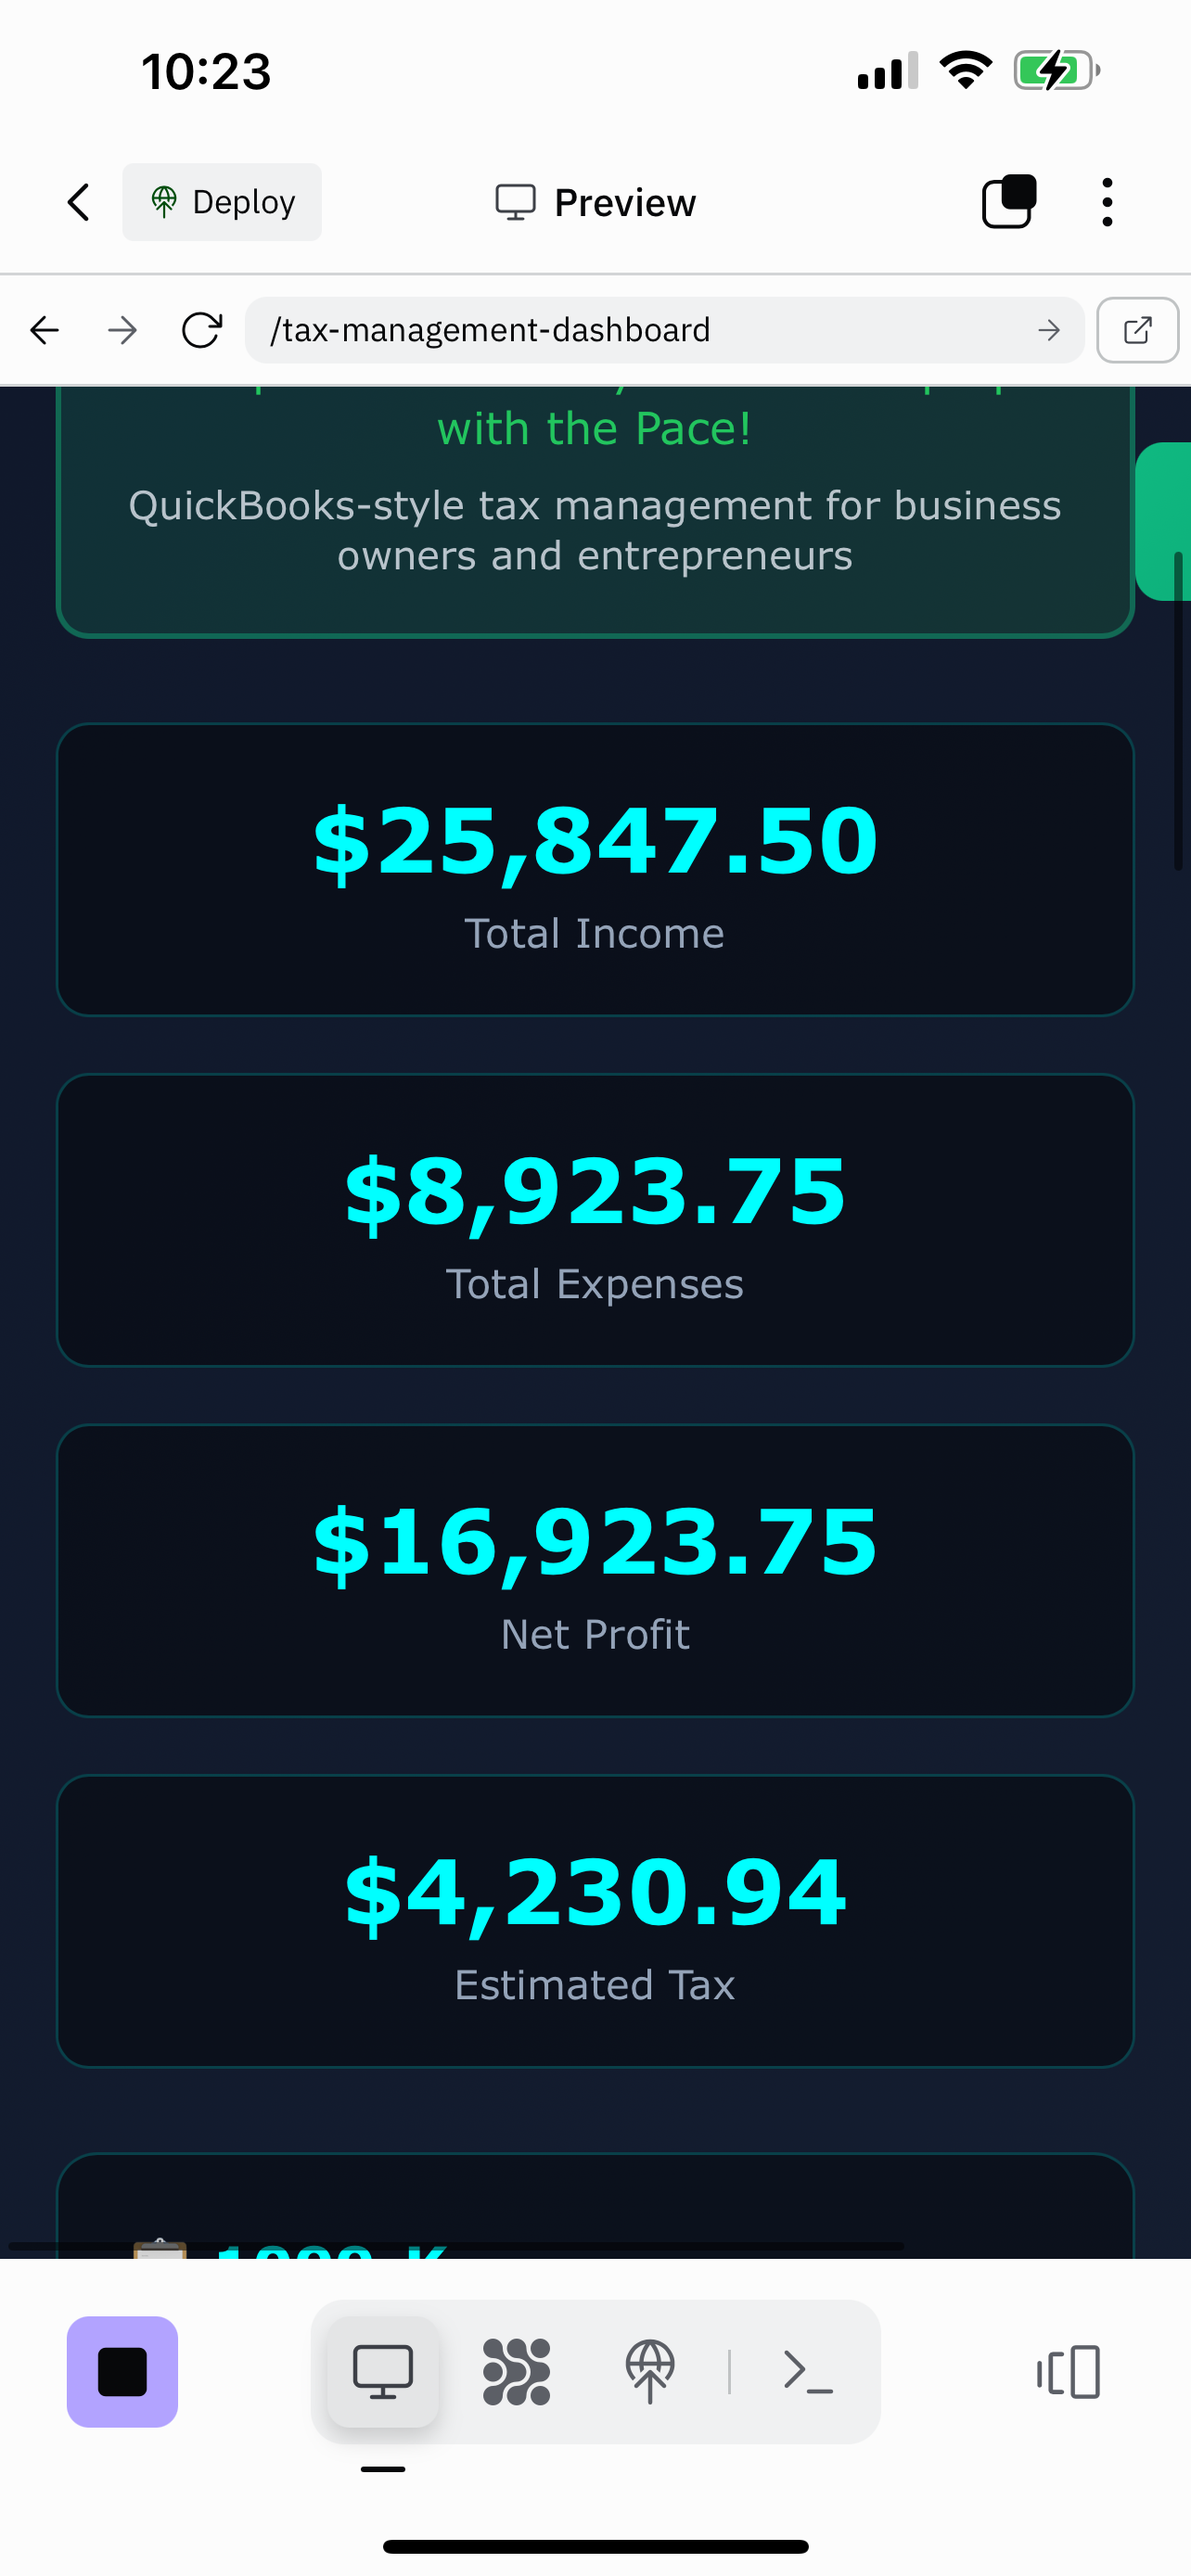 10:23
Deploy
Preview
/tax-management-dashboard
with the Pace!
QuickBooks-style tax management for business
owners and entrepreneurs
$25,847.50
Total Income
$8,923.75
Total Expenses
$16,923.75
Net Profit
$4,230.94
Estimated Tax